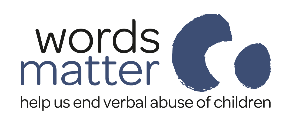 words
matter
help us end verbal abuse of children